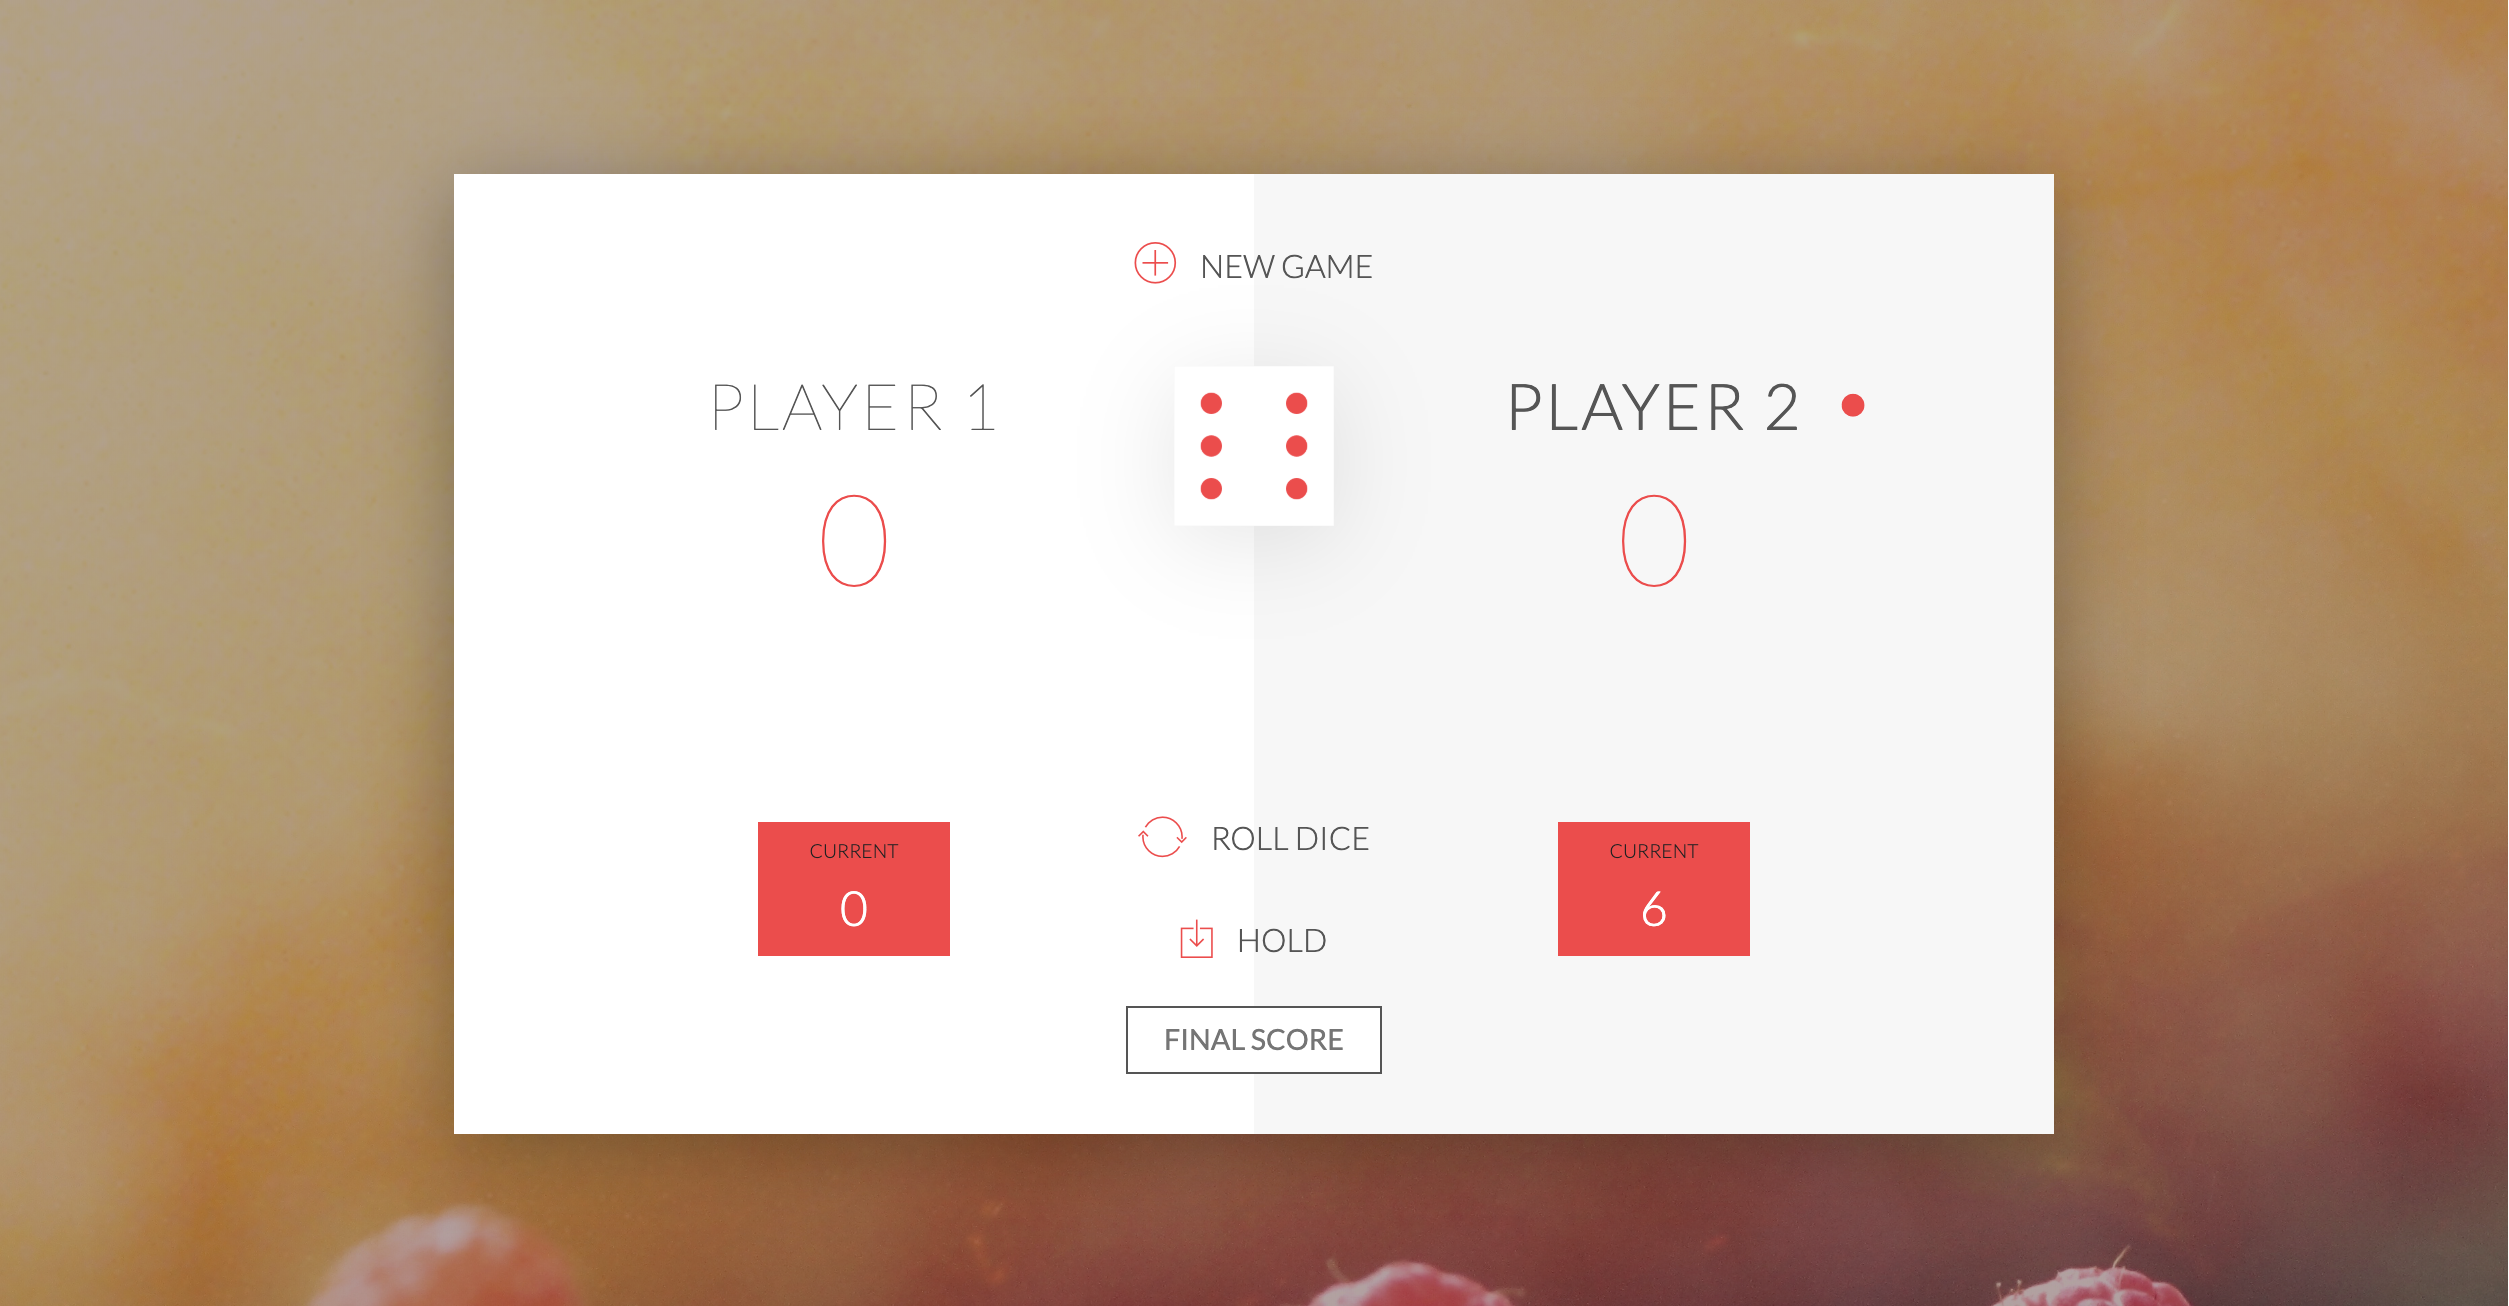 NEW GAME
PLAYER 1
0
PLAYER 2
0
CURRENT
0
ROLL DICE
HOLD
FINAL SCORE
CURRENT
6